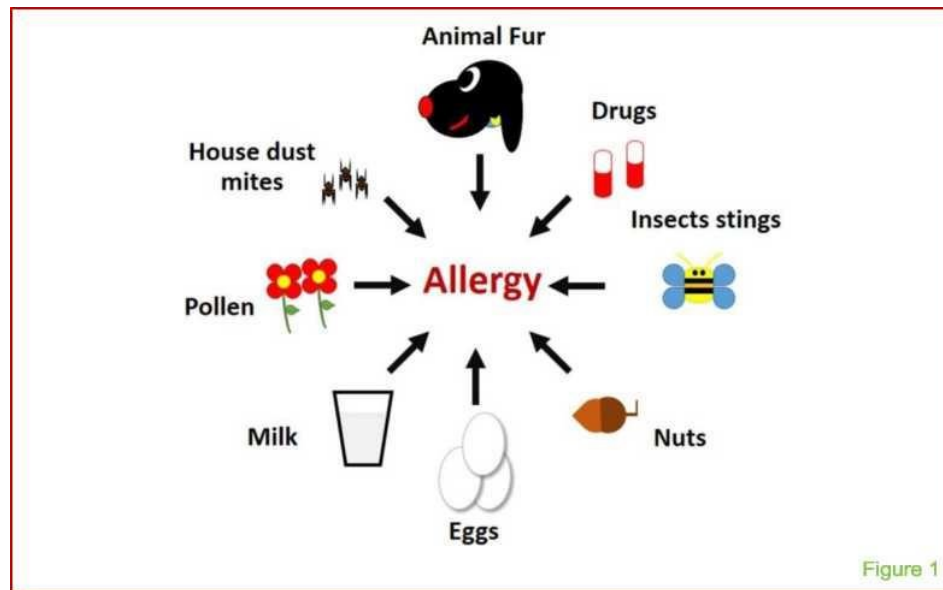 Animal Fur
Drugs
House dust
mites
Insects stings
Allergy
Pollen
Milk
Nuts
Eggs
Figure 1